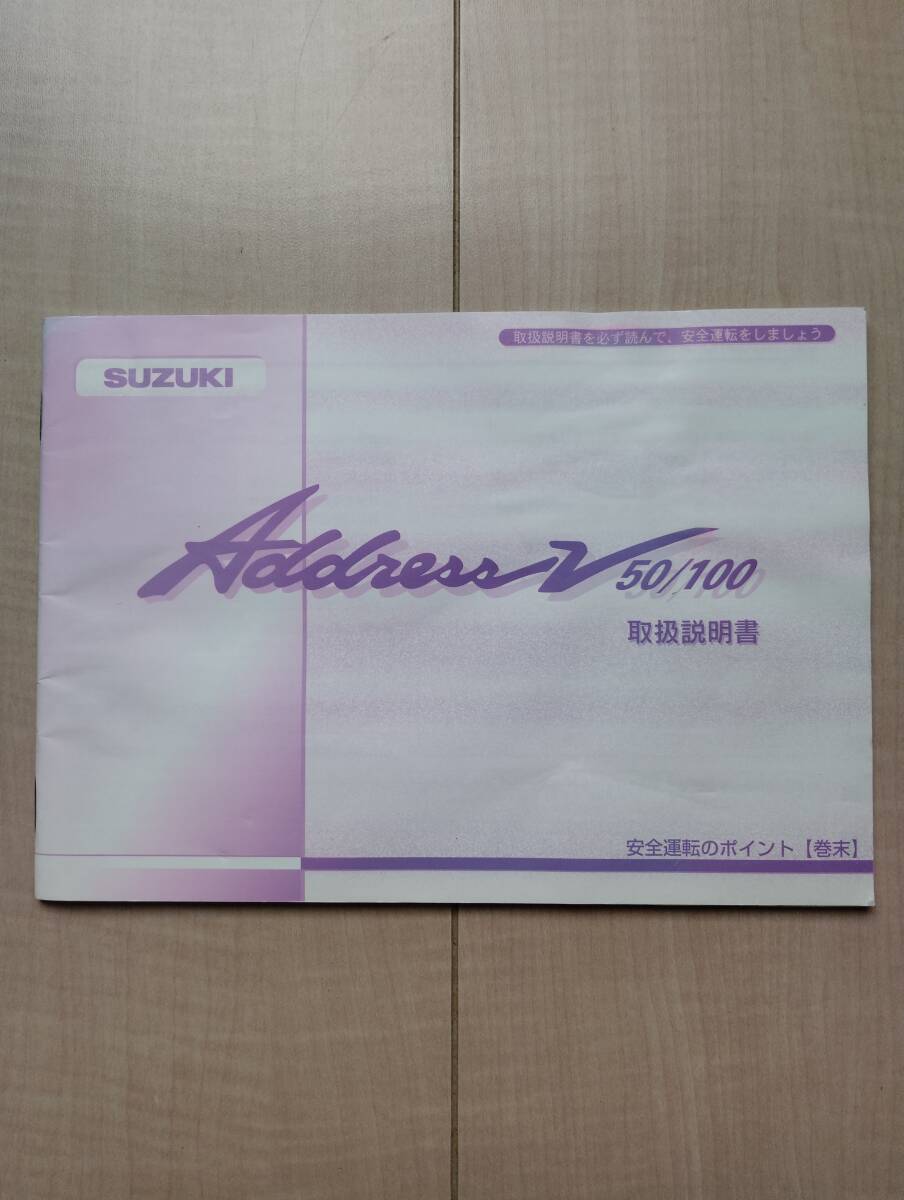 取扱説明書を必ず読んで、安全運転をしましょう
SUZUKI
Address V 50/100
取扱説明書
安全運転のポイント【巻末】